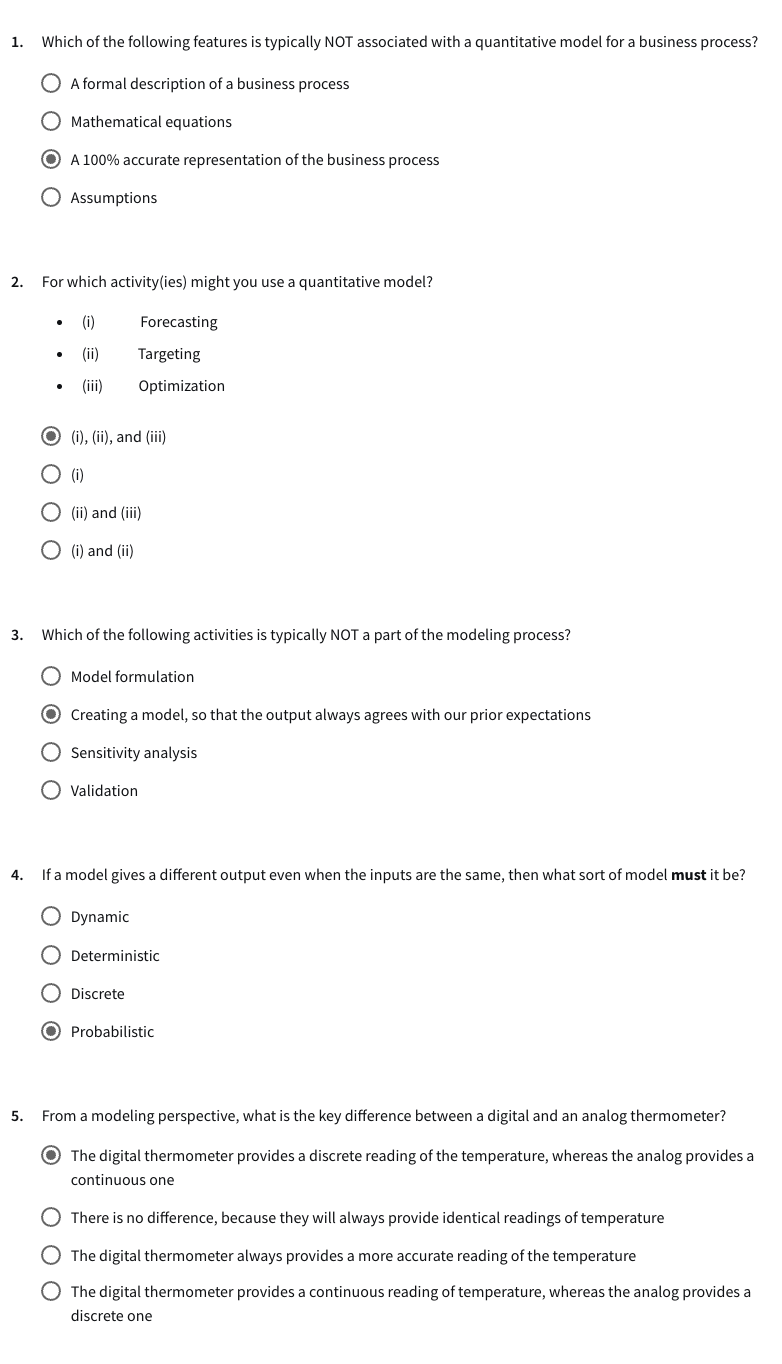 1. Which of the following features is typically NOT associated with a quantitative model for a business process?
A formal description of a business process
Mathematical equations
A 100% accurate representation of the business process
Assumptions
2. For which activity(ies) might you use a quantitative model?
• (i) Forecasting
• (ii) Targeting
• (iii) Optimization
(i), (ii), and (iii)
(i)
(ii) and (iii)
(i) and (ii)
3. Which of the following activities is typically NOT a part of the modeling process?
Model formulation
Creating a model, so that the output always agrees with our prior expectations
Sensitivity analysis
Validation
4. If a model gives a different output even when the inputs are the same, then what sort of model must it be?
Dynamic
Deterministic
Discrete
Probabilistic
5. From a modeling perspective, what is the key difference between a digital and an analog thermometer?
The digital thermometer provides a discrete reading of the temperature, whereas the analog provides a
continuous one
There is no difference, because they will always provide identical readings of temperature
The digital thermometer always provides a more accurate reading of the temperature
The digital thermometer provides a continuous reading of temperature, whereas the analog provides a
discrete one